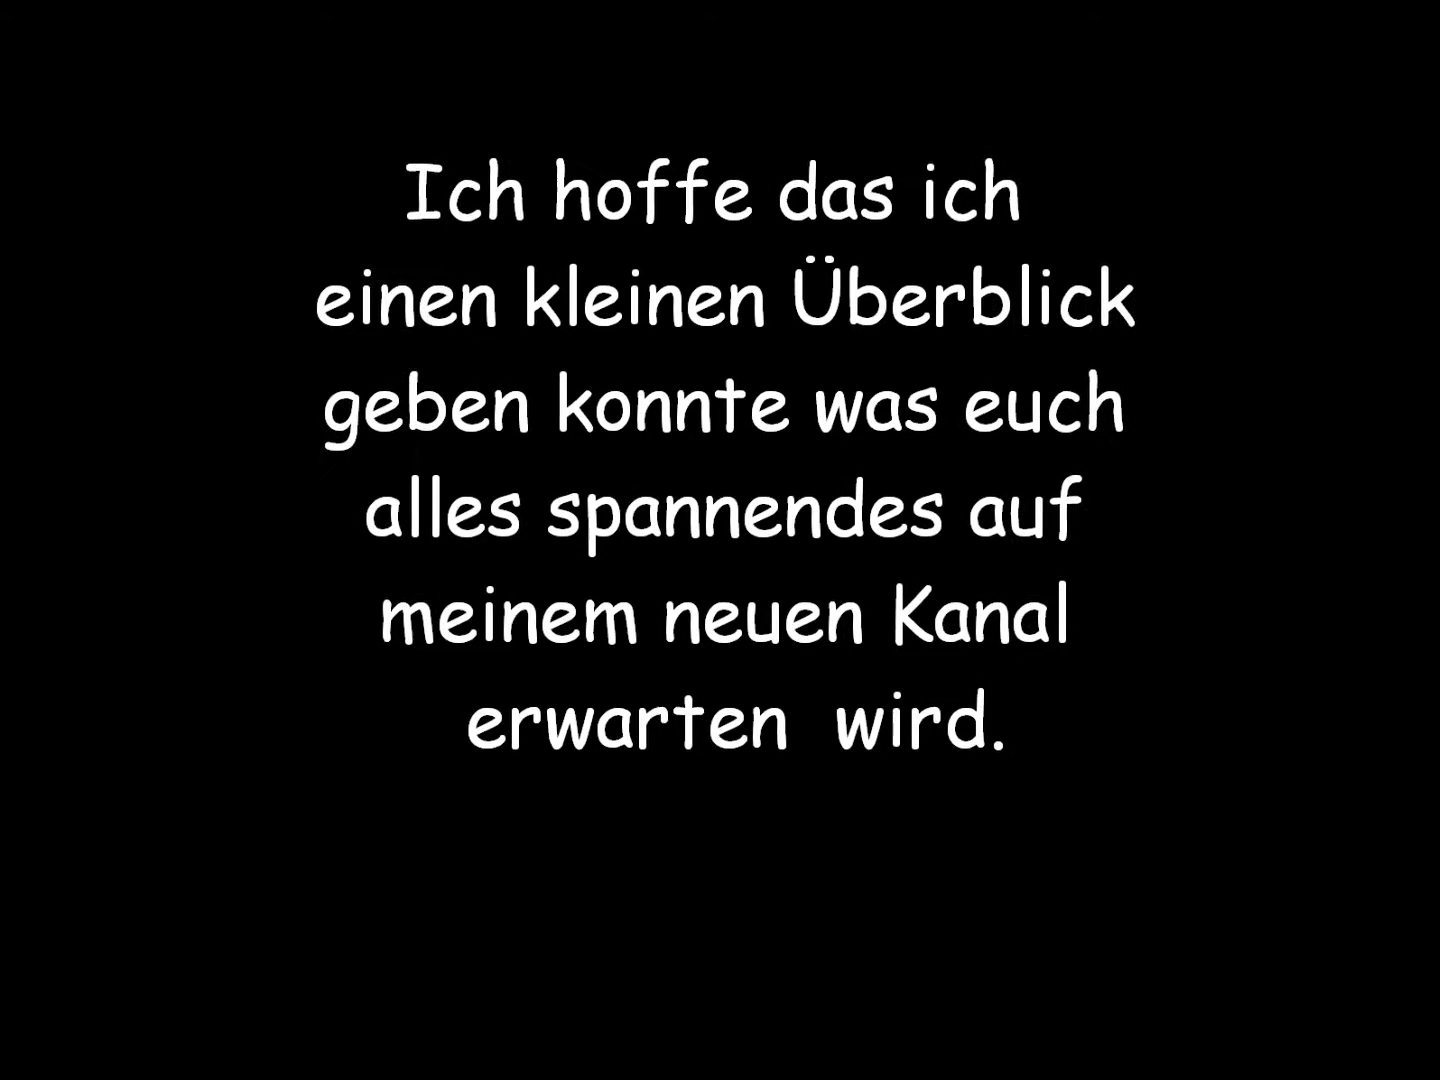 Ich hoffe das ich
einen kleinen Überblick
geben konnte was euch
alles spannendes auf
meinem neuen Kanal
erwarten  wird.